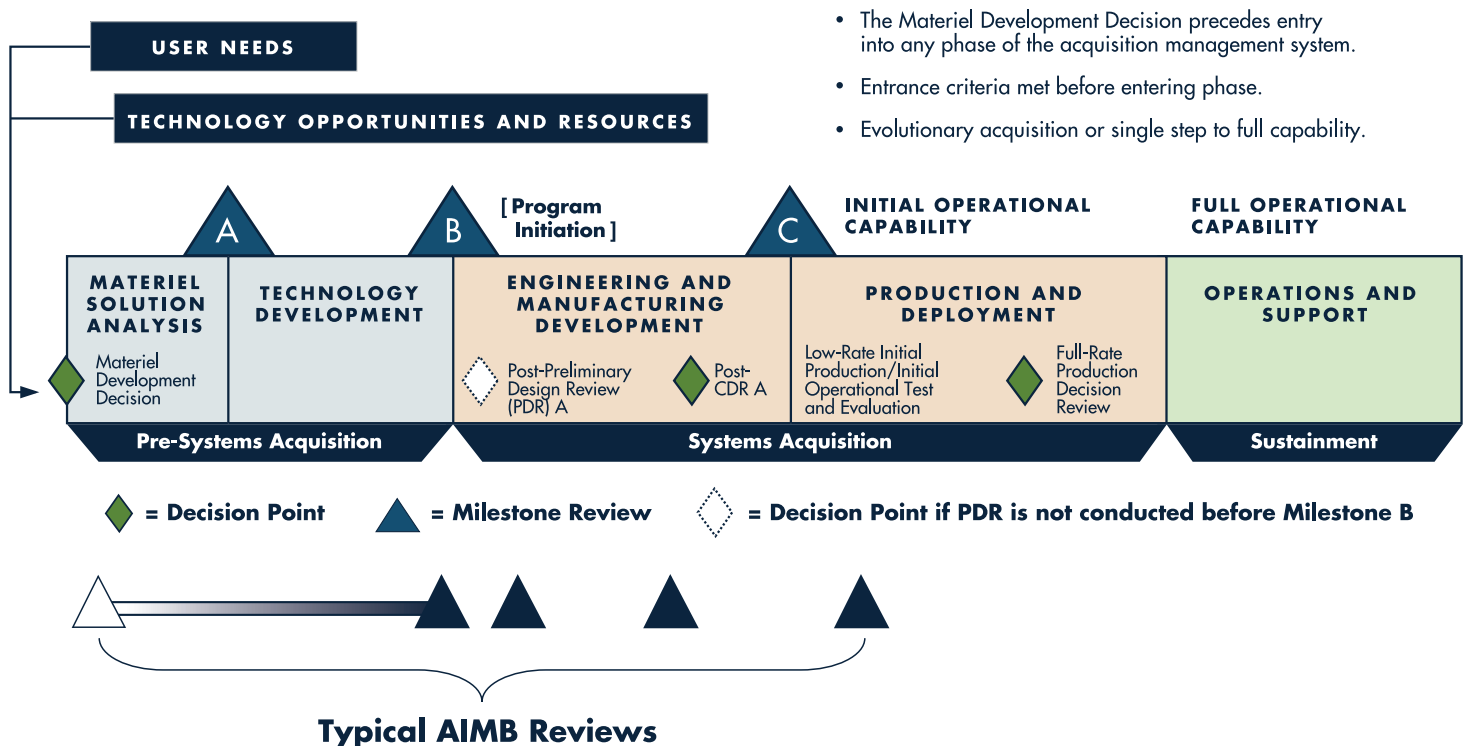 USER NEEDS
TECHNOLOGY OPPORTUNITIES AND RESOURCES
• The Materiel Development Decision precedes entry
into any phase of the acquisition management system.
• Entrance criteria met before entering phase.
• Evolutionary acquisition or single step to full capability.
A
B
[ Program
Initiation ]
C
INITIAL OPERATIONAL
CAPABILITY
FULL OPERATIONAL
CAPABILITY
MATERIEL
SOLUTION
ANALYSIS
Materiel
Development
Decision
TECHNOLOGY
DEVELOPMENT
ENGINEERING AND
MANUFACTURING
DEVELOPMENT
Post-Preliminary
Design Review
(PDR) A
Post-
CDR A
PRODUCTION AND
DEPLOYMENT
Low-Rate Initial
Production/Initial
Operational Test
and Evaluation
Full-Rate
Production
Decision
Review
OPERATIONS AND
SUPPORT
Pre-Systems Acquisition
Systems Acquisition
Sustainment
= Decision Point
= Milestone Review
= Decision Point if PDR is not conducted before Milestone B
Typical AIMB Reviews